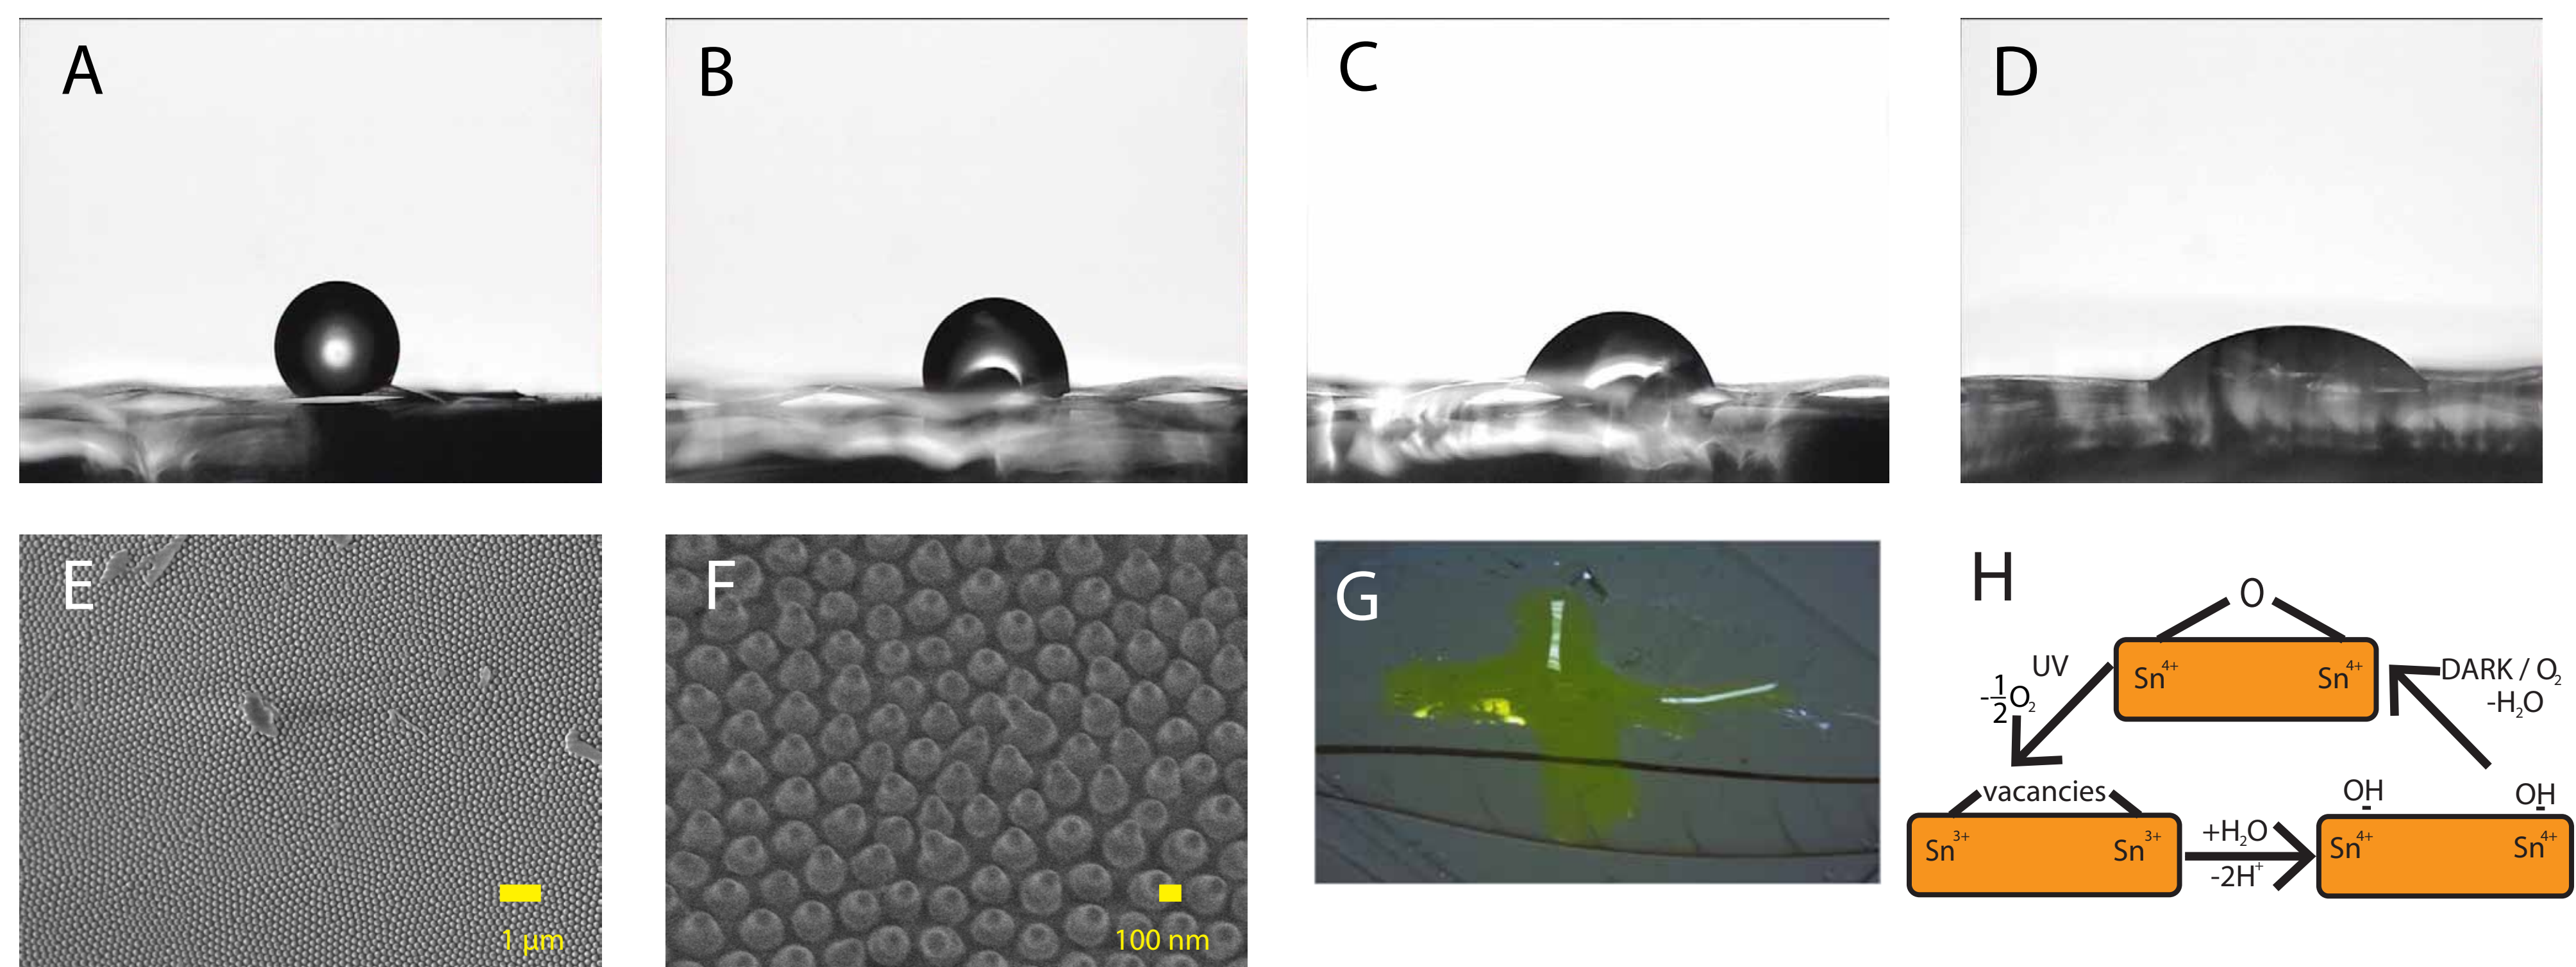 A
B
C
D
E
1 μm
F
100 nm
G
H
O
Sn4+
Sn4+
UV
-1/2O2
DARK / O2
-H2O
vacancies
Sn3+
Sn3+
+H2O
-2H+
OH
OH
Sn4+
Sn4+